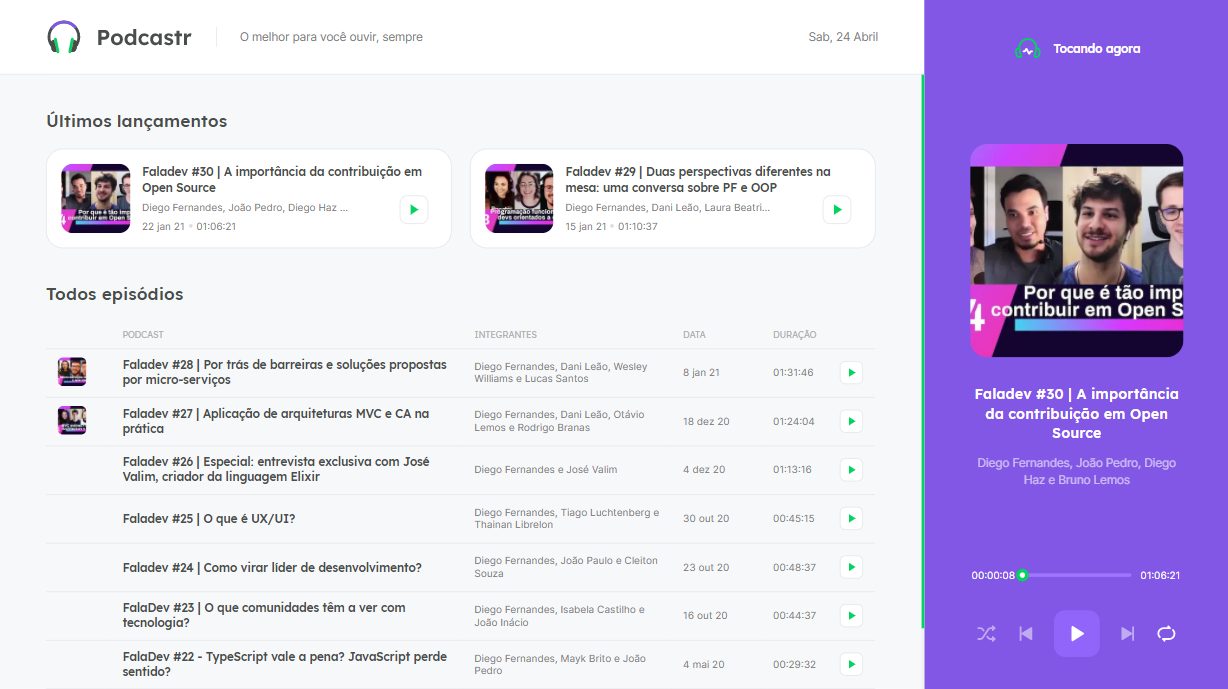 Podcastr
O melhor para você ouvir, sempre
Sab, 24 Abril
Últimos lançamentos
Faladev #30 | A importância da contribuição em
Open Source
Diego Fernandes, João Pedro, Diego Haz ...
22 jan 21 • 01:06:21
4 Por que é tão imp
contribuir em Open
Faladev #29 | Duas perspectivas diferentes na
mesa: uma conversa sobre PF e OOP
Diego Fernandes, Dani Leão, Laura Beatri...
15 jan 21 • 01:10:37
Programação funcion
devs orientados a
Todos episódios
PODCAST
INTEGRANTES
DATA
DURAÇÃO
Faladev #28 | Por trás de barreiras e soluções propostas
por micro-serviços
Diego Fernandes, Dani Leão, Wesley
Williams e Lucas Santos
8 jan 21
01:31:46
Faladev #27 | Aplicação de arquiteturas MVC e CA na
prática
Diego Fernandes, Dani Leão, Otávio
Lemos e Rodrigo Branas
18 dez 20
01:24:04
Faladev #26 | Especial: entrevista exclusiva com José
Valim, criador da linguagem Elixir
Diego Fernandes e José Valim
4 dez 20
01:13:16
Faladev #25 | O que é UX/UI?
Diego Fernandes, Tiago Luchtenberg e
Thainan Librelon
30 out 20
00:45:15
Faladev #24 | Como virar líder de desenvolvimento?
Diego Fernandes, João Paulo e Cleiton
Souza
23 out 20
00:48:37
FalaDev #23 | O que comunidades têm a ver com
tecnologia?
Diego Fernandes, Isabela Castilho e
João Inácio
16 out 20
00:44:37
FalaDev #22 - TypeScript vale a pena? JavaScript perde
sentido?
Diego Fernandes, Mayk Brito e João
Pedro
4 mai 20
00:29:32
Tocando agora
Por que é tão imp
4 contribuir em Open S
Faladev #30 | A importância
da contribuição em Open
Source
Diego Fernandes, João Pedro, Diego
Haz e Bruno Lemos
00:00:08
01:06:21